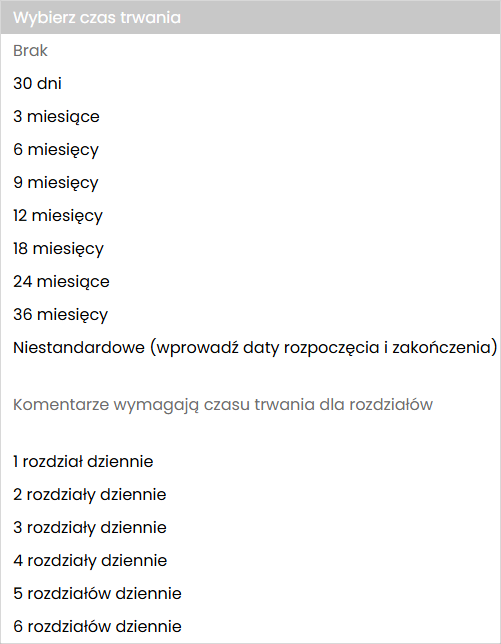 Wybierz czas trwania
Brak
30 dni
3 miesiące
6 miesięcy
9 miesięcy
12 miesięcy
18 miesięcy
24 miesiące
36 miesięcy
Niestandardowe (wprowadź daty rozpoczęcia i zakończenia)
Komentarze wymagają czasu trwania dla rozdziałów
1 rozdział dziennie
2 rozdziały dziennie
3 rozdziały dziennie
4 rozdziały dziennie
5 rozdziałów dziennie
6 rozdziałów dziennie